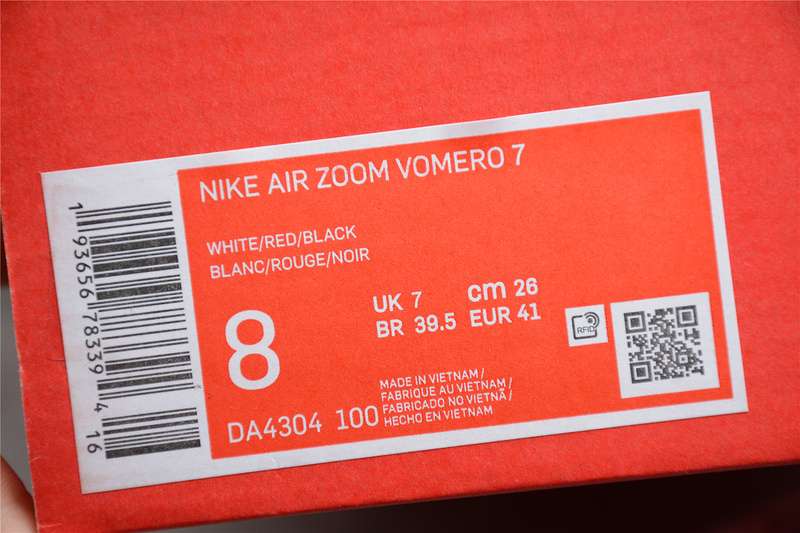 NIKE AIR ZOOM VOMERO 7
WHITE/RED/BLACK
BLANC/ROUGE/NOIR
8
UK 7 cm 26
BR 39.5 EUR 41
RFID
DA4304 100
MADE IN VIETNAM /
FABRIQUE AU VIETNAM /
FABRICADO NO VIETNÃ /
HECHO EN VIETNAM
1 93656 78339 4 16